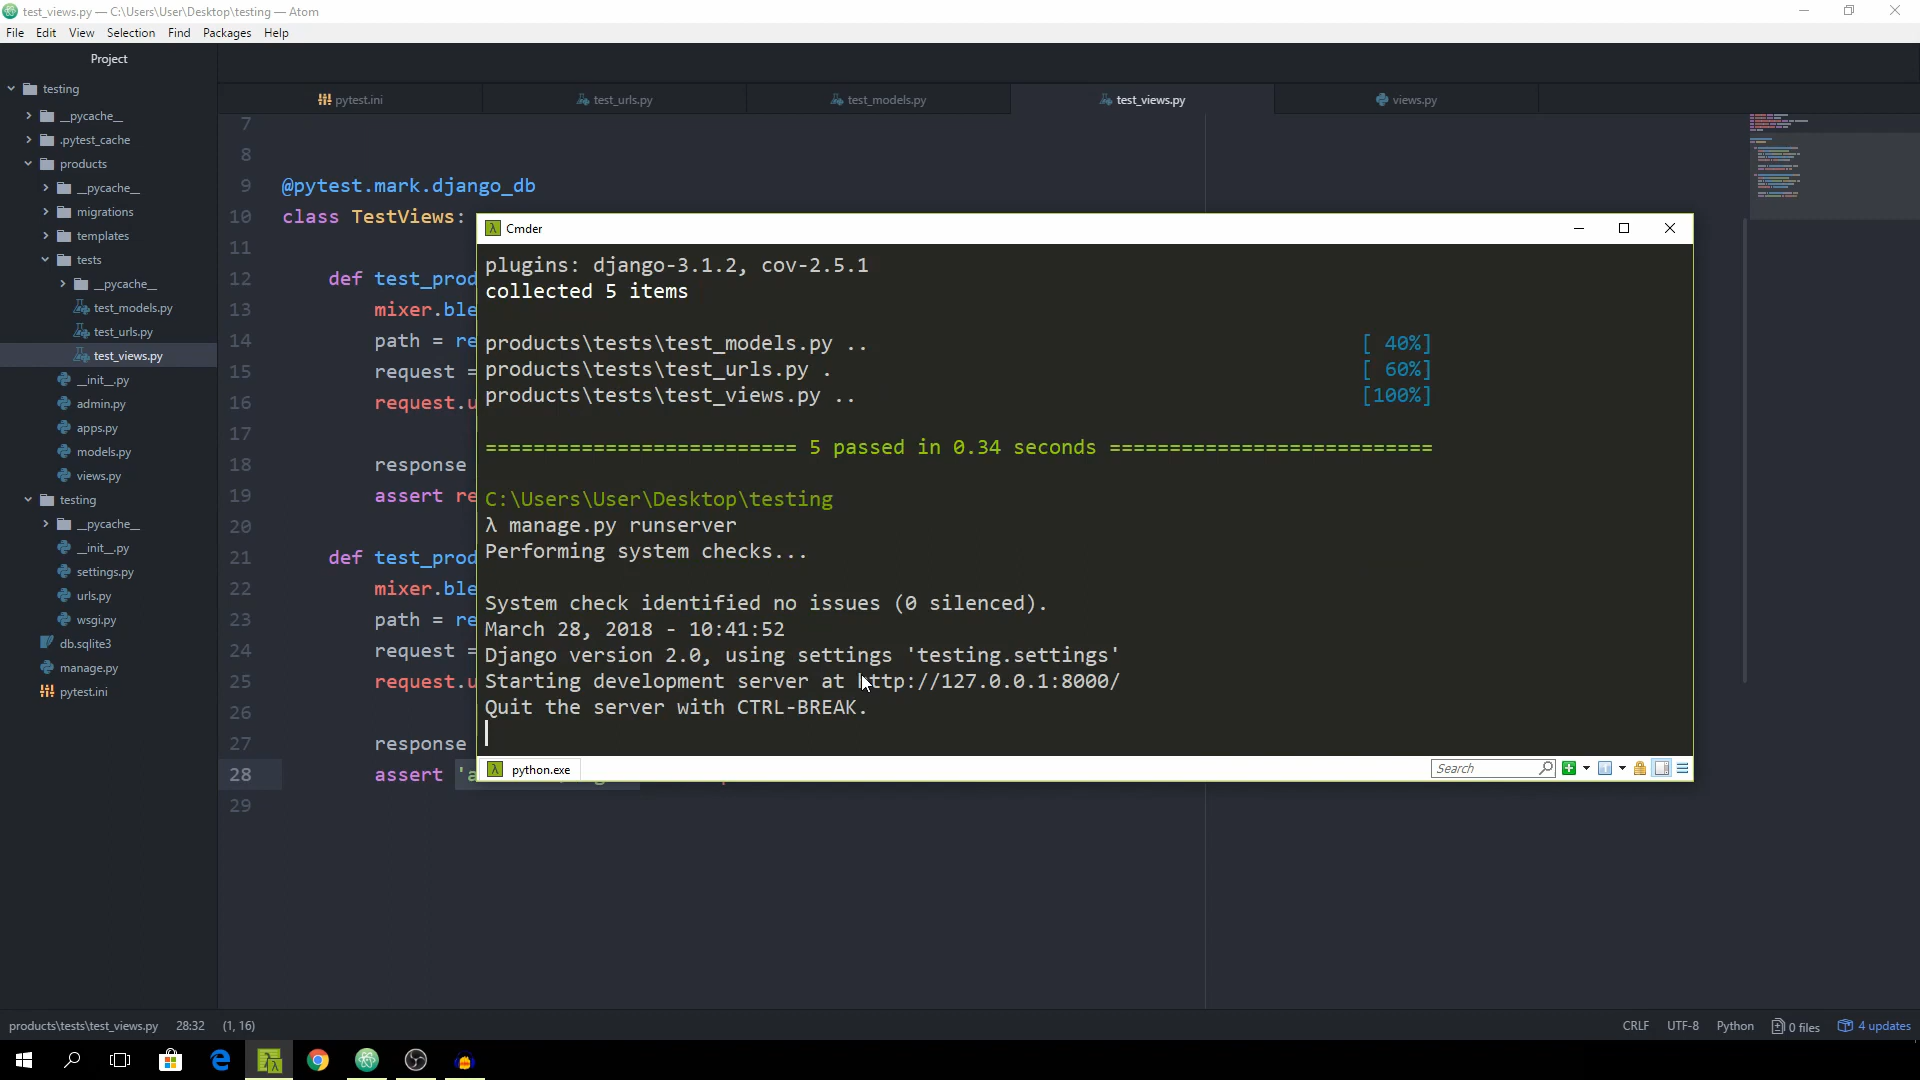 test_views.py — C:\Users\User\Desktop\testing — Atom
File Edit View Selection Find Packages Help
Project
testing
__pycache__
.pytest_cache
products
__pycache__
migrations
templates
tests
__pycache__
test_models.py
test_urls.py
test_views.py
__init__.py
admin.py
apps.py
models.py
views.py
testing
__pycache__
__init__.py
settings.py
urls.py
wsgi.py
db.sqlite3
manage.py
pytest.ini
pytest.ini test_urls.py test_models.py test_views.py views.py
7
8
9 @pytest.mark.django_db
10 class TestViews:
11
12 def test_prod
13 mixer.ble
14 path = re
15 request =
16 request.u
17
18 response
19 assert re
20
21 def test_prod
22 mixer.ble
23 path = re
24 request =
25 request.u
26
27 response
28 assert 'a
29
Cmder
plugins: django-3.1.2, cov-2.5.1
collected 5 items
products\tests\test_models.py .. [ 40%]
products\tests\test_urls.py . [ 60%]
products\tests\test_views.py .. [100%]
========================== 5 passed in 0.34 seconds ===========================
C:\Users\User\Desktop\testing
λ manage.py runserver
Performing system checks...
System check identified no issues (0 silenced).
March 28, 2018 - 10:41:52
Django version 2.0, using settings 'testing.settings'
Starting development server at http://127.0.0.1:8000/
Quit the server with CTRL-BREAK.
python.exe Search
products\tests\test_views.py 28:32 (1, 16) CRLF UTF-8 Python 0 files 4 updates